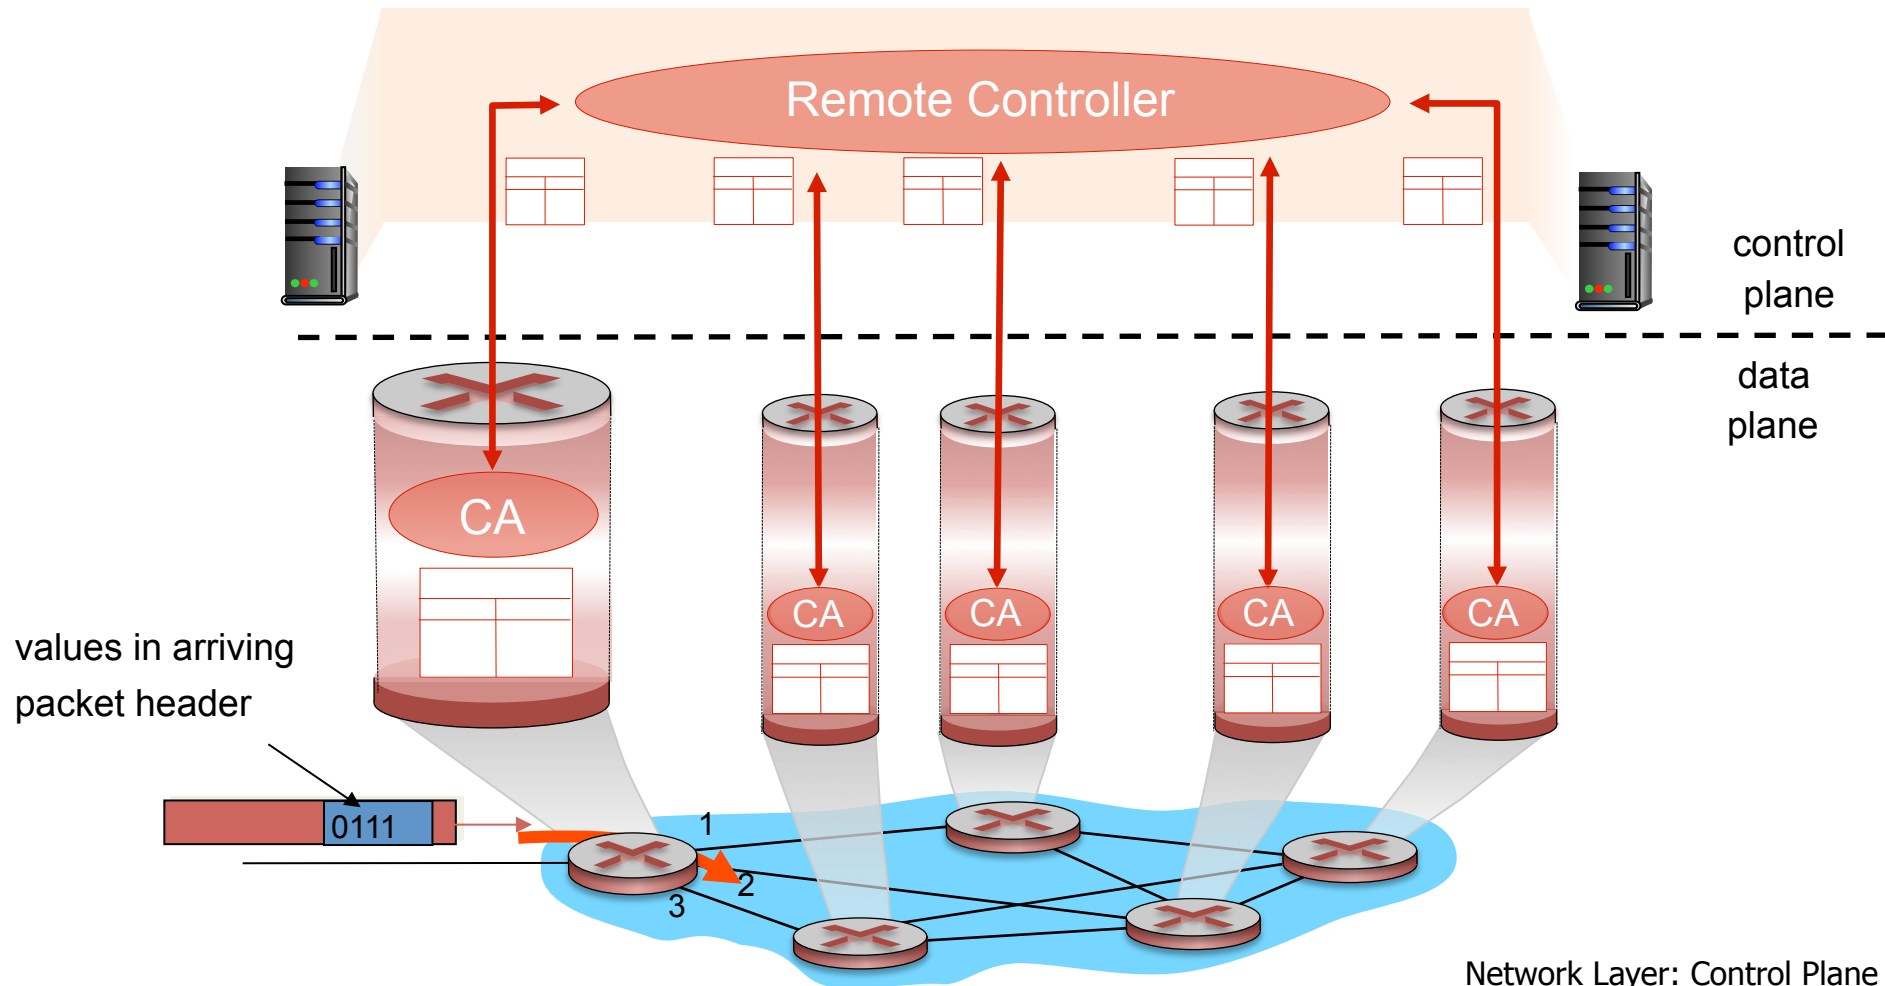 Remote Controller
control
plane
data
plane
CA
CA
CA
CA
CA
values in arriving
packet header
0111
1
2
3
Network Layer: Control Plane